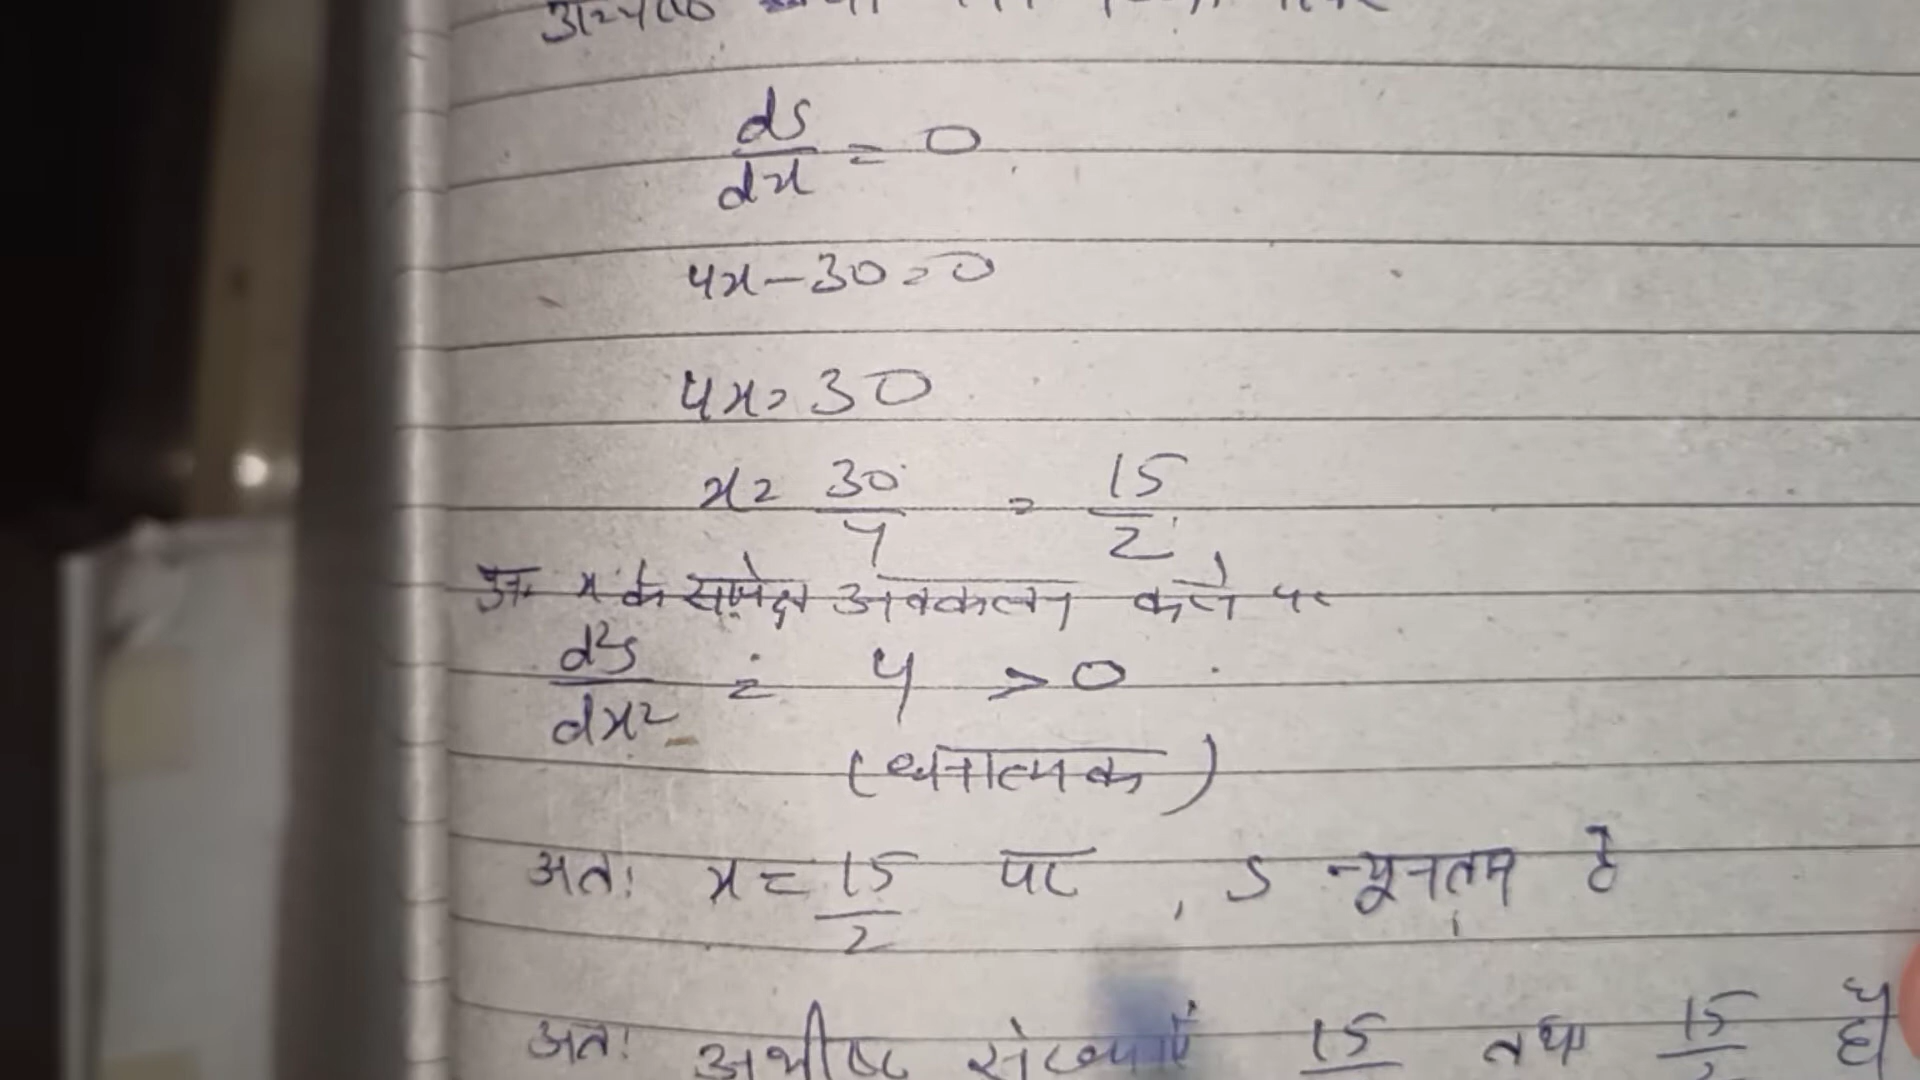 ds/dx = 0
4x - 30 = 0
4x = 30
x = 30/4 = 15/2
x के सापेक्ष अवकलन करने पर
d²s/dx² = 4 > 0
(धनात्मक)
अतः x = 15/2 पर, S न्यूनतम है
अतः अभीष्ट संख्याएं 15 तथा 15 हैं